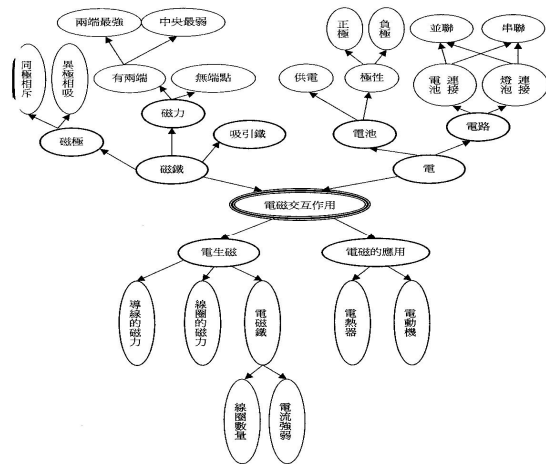 兩端最強
中央最弱
正極
負極
並聯
串聯
同極相斥
異極相吸
有兩端
無端點
供電
極性
電池連接
燈泡連接
磁力
吸引鐵
電池
電路
磁極
磁鐵
電
電磁交互作用
電生磁
電磁的應用
導線的磁力
線圈的磁力
電磁鐵
電熱器
電動機
線圈數量
電流強弱